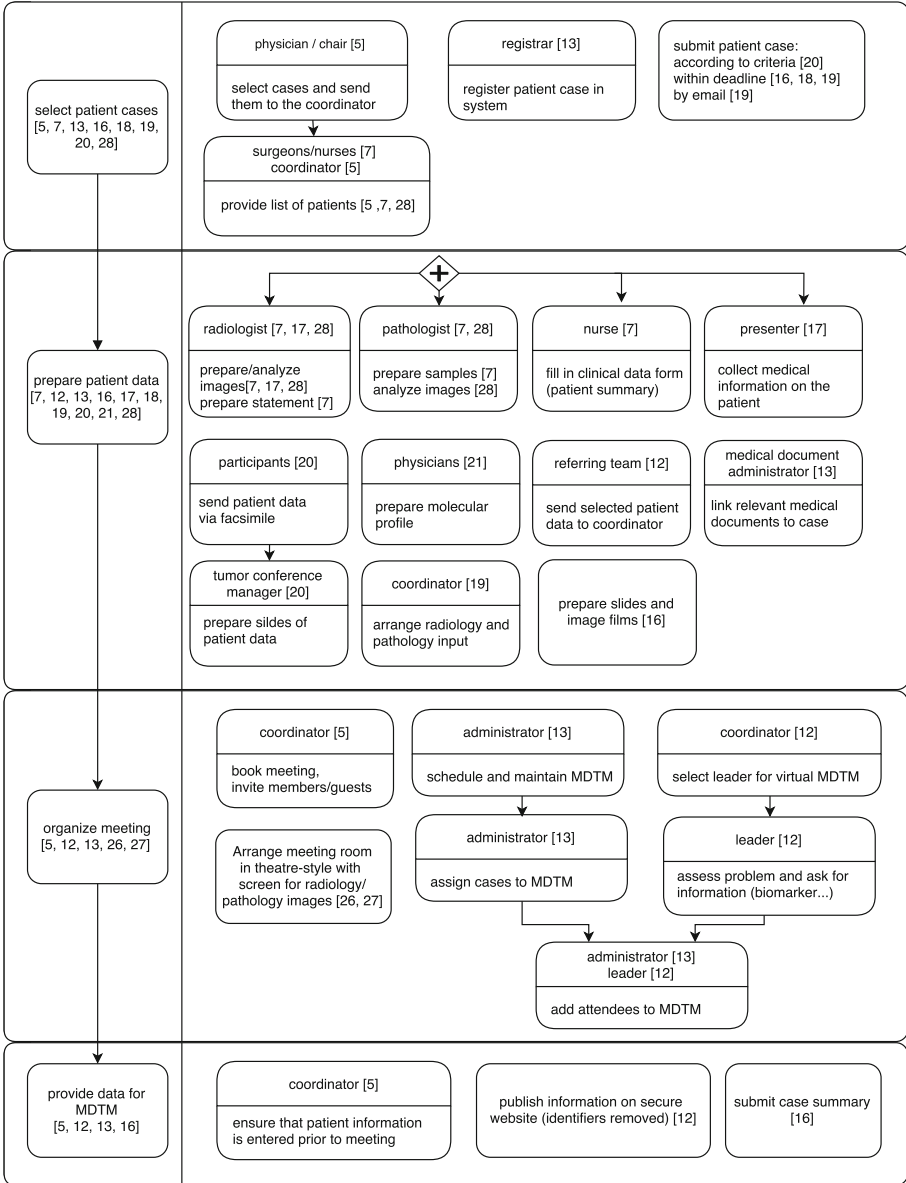 select patient cases
[5, 7, 13, 16, 18, 19,
20, 28]
physician / chair [5]
select cases and send
them to the coordinator
registrar [13]
register patient case in
system
submit patient case:
according to criteria [20]
within deadline [16, 18, 19]
by email [19]
surgeons/nurses [7]
coordinator [5]
provide list of patients [5 ,7, 28]
prepare patient data
[7, 12, 13, 16, 17, 18,
19, 20, 21, 28]
radiologist [7, 17, 28]
prepare/analyze
images[7, 17, 28]
prepare statement [7]
pathologist [7, 28]
prepare samples [7]
analyze images [28]
nurse [7]
fill in clinical data form
(patient summary)
presenter [17]
collect medical
information on the
patient
participants [20]
send patient data
via facsimile
physicians [21]
prepare molecular
profile
referring team [12]
send selected patient
data to coordinator
medical document
administrator [13]
link relevant medical
documents to case
tumor conference
manager [20]
prepare sildes of
patient data
coordinator [19]
arrange radiology and
pathology input
prepare slides and
image films [16]
organize meeting
[5, 12, 13, 26, 27]
coordinator [5]
book meeting,
invite members/guests
administrator [13]
schedule and maintain MDTM
coordinator [12]
select leader for virtual MDTM
Arrange meeting room
in theatre-style with
screen for radiology/
pathology images [26, 27]
administrator [13]
assign cases to MDTM
leader [12]
assess problem and ask for
information (biomarker...)
administrator [13]
leader [12]
add attendees to MDTM
provide data for
MDTM
[5, 12, 13, 16]
coordinator [5]
ensure that patient information
is entered prior to meeting
publish information on secure
website (identifiers removed) [12]
submit case summary
[16]